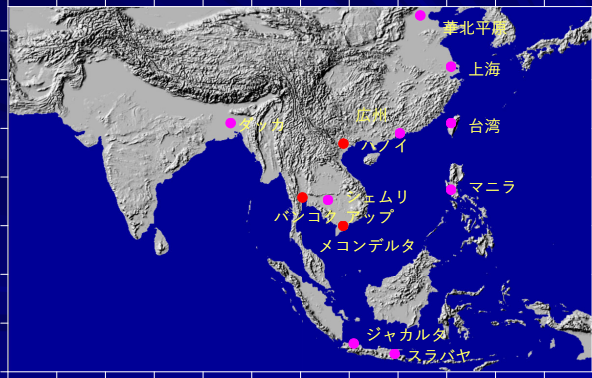 華北平原
上海
広州
ダッカ
台湾
ハノイ
マニラ
シェムリ
アップ
バンコク
メコンデルタ
ジャカルタ
スラバヤ